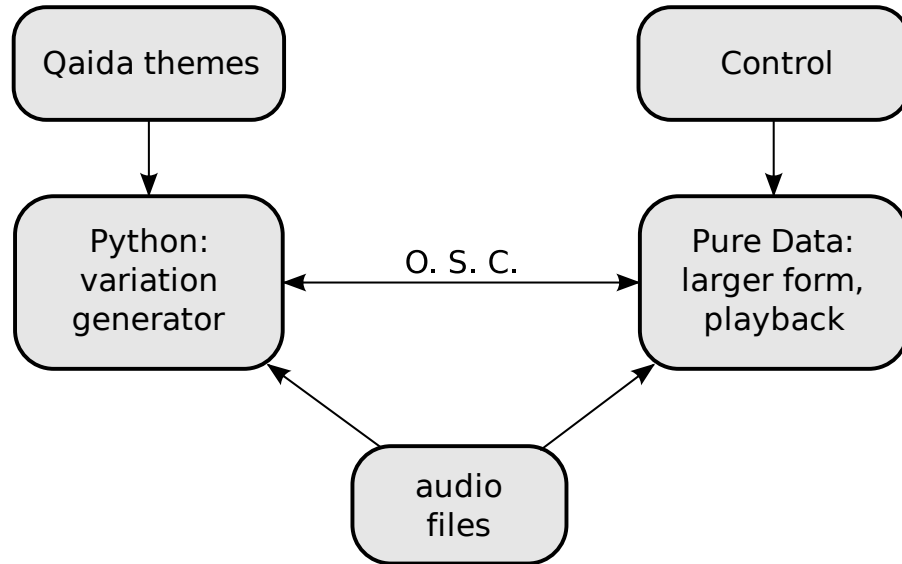 Qaida themes
Control
Python:
variation
generator
O. S. C.
Pure Data:
larger form,
playback
audio
files